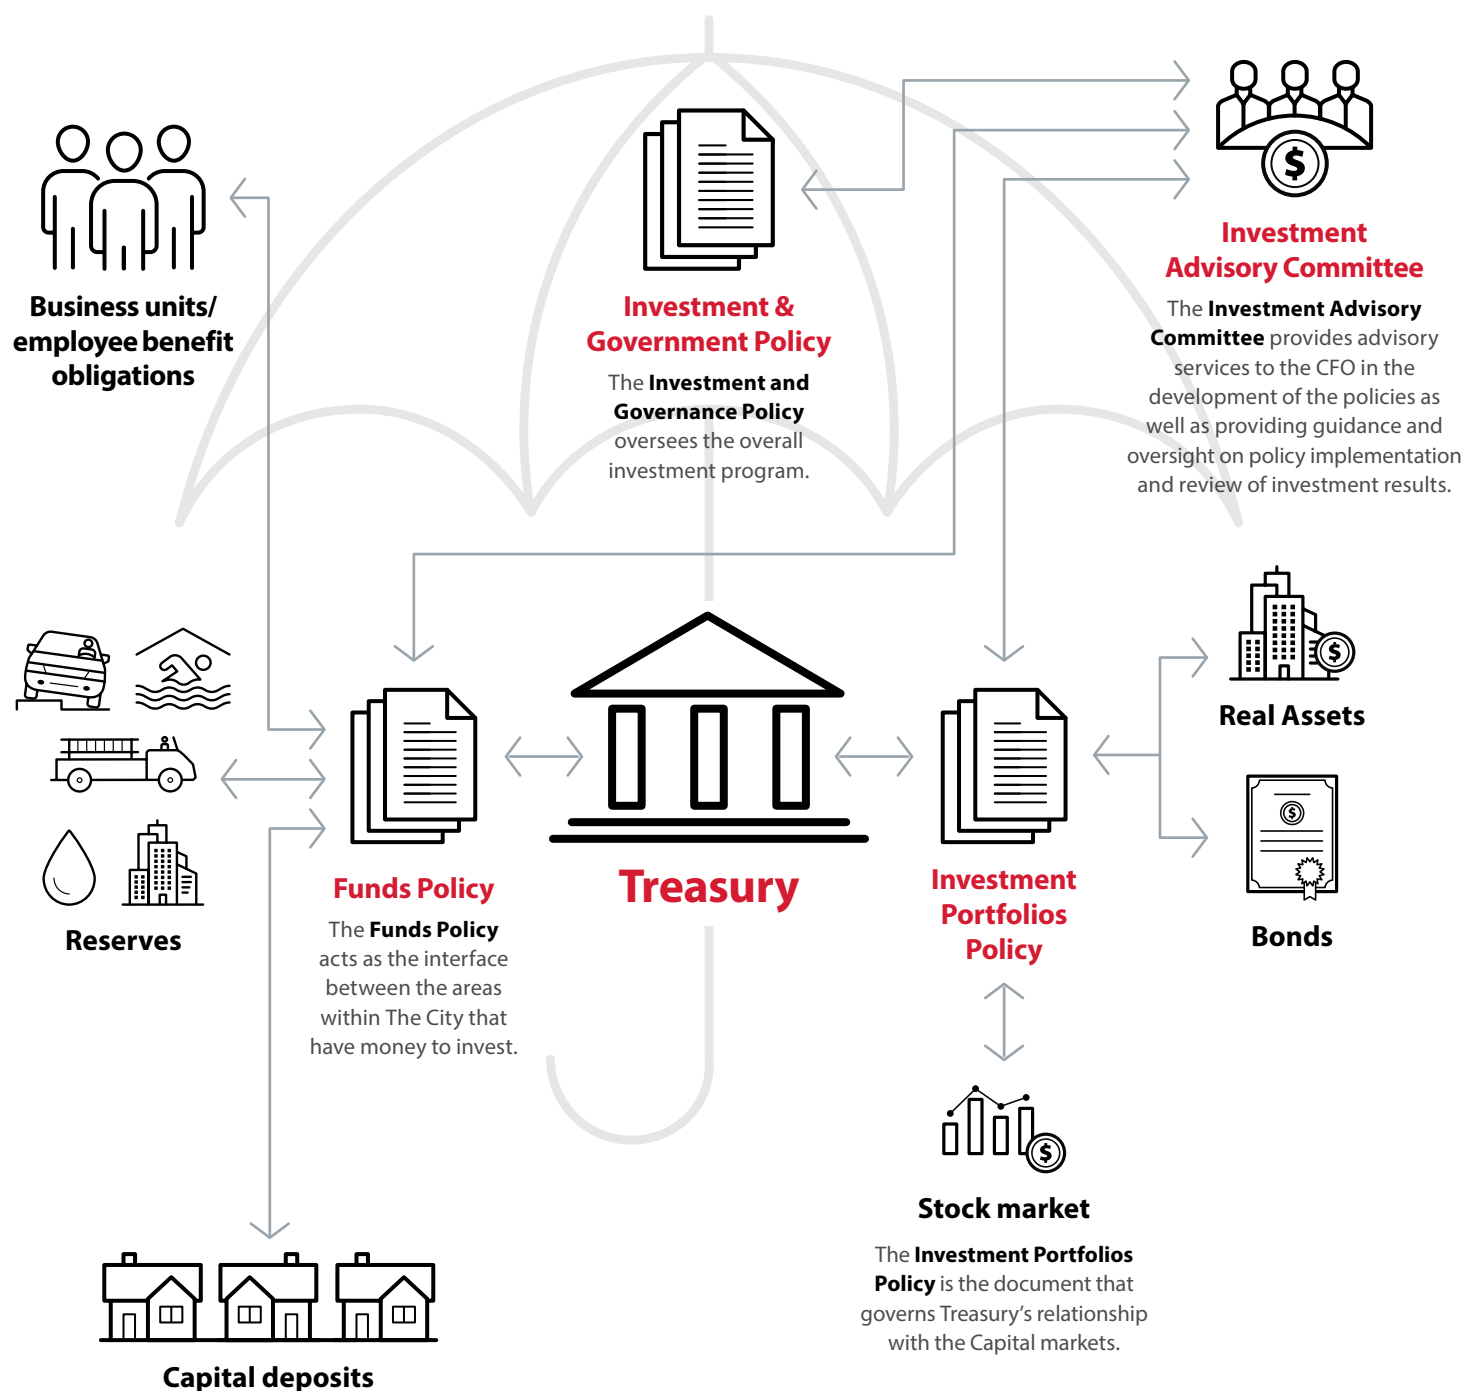 Business units/
employee benefit
obligations
Investment &
Government Policy
The Investment and
Governance Policy
oversees the overall
investment program.
$
Investment
Advisory Committee
The Investment Advisory
Committee provides advisory
services to the CFO in the
development of the policies as
well as providing guidance and
oversight on policy implementation
and review of investment results.
Reserves
Funds Policy
The Funds Policy
acts as the interface
between the areas
within The City that
have money to invest.
Treasury
Investment
Portfolios
Policy
$
Real Assets
$
Bonds
$
Stock market
The Investment Portfolios
Policy is the document that
governs Treasury's relationship
with the Capital markets.
Capital deposits